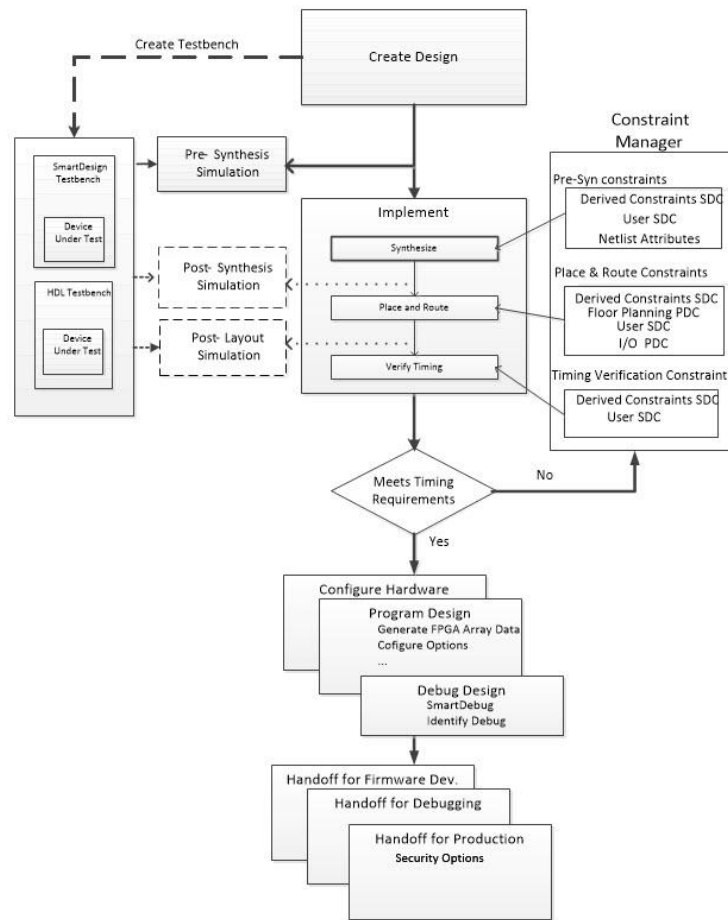 Create Testbench
Create Design
Constraint
Manager
SmartDesign
Testbench
Device
Under Test
Pre- Synthesis
Simulation
Pre-Syn constraints
Derived Constraints SDC
User SDC
Netlist Attributes
Implement
Synthesize
Post- Synthesis
Simulation
Place & Route Constraints
Derived Constraints SDC
Floor Planning PDC
User SDC
I/O PDC
HDL Testbench
Device
Under Test
Place and Route
Post- Layout
Simulation
Verify Timing
Timing Verification Constraint
Derived Constraints SDC
User SDC
Meets Timing
Requirements
No
Yes
Configure Hardware
Program Design
Generate FPGA Array Data
Cofigure Options
...
Debug Design
SmartDebug
Identify Debug
Handoff for Firmware Dev.
Handoff for Debugging
Handoff for Production
Security Options